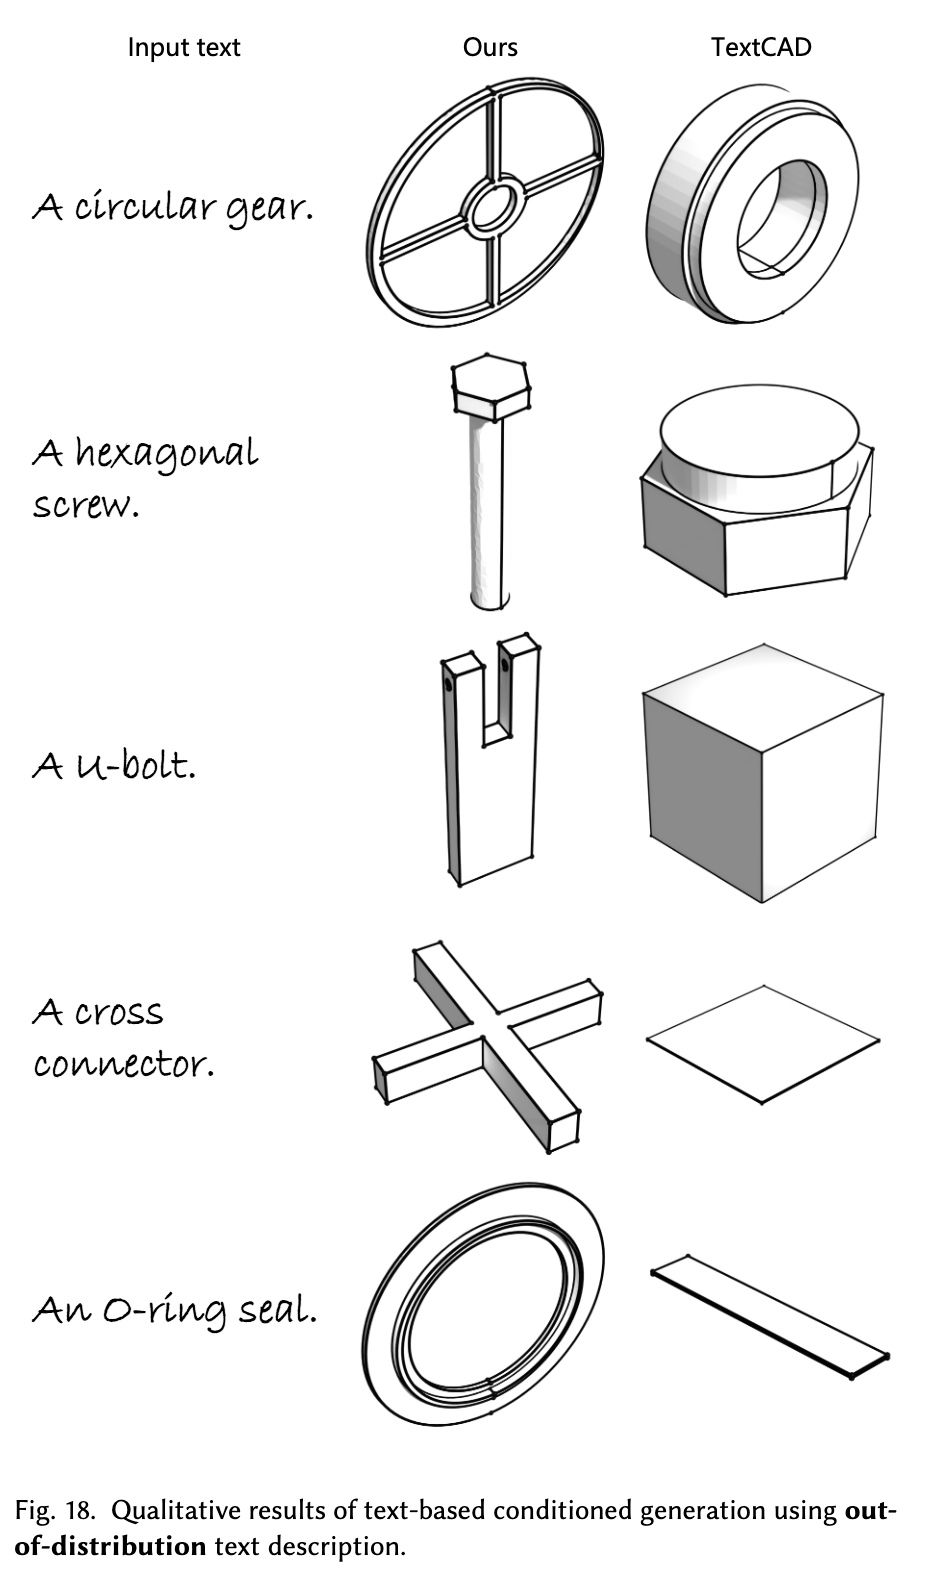 Input text
Ours
TextCAD
A circular gear.
A hexagonal
screw.
A U-bolt.
A cross
connector.
An O-ring seal.
Fig. 18. Qualitative results of text-based conditioned generation using out-
of-distribution text description.